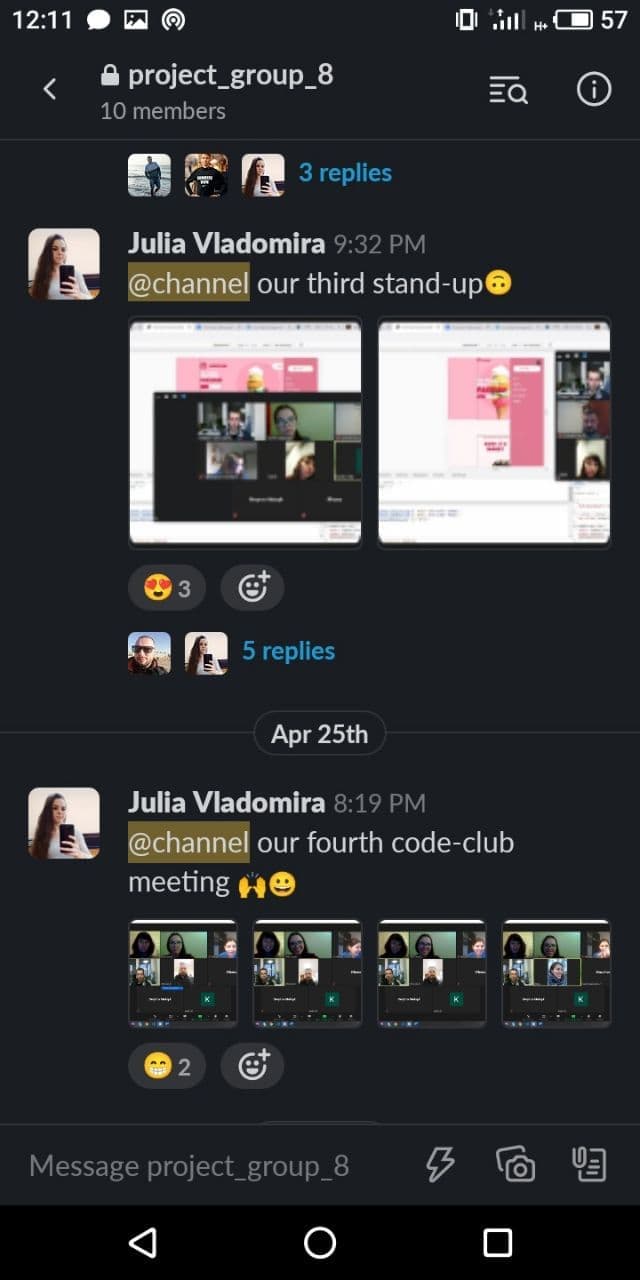 12:11
57
project_group_8
10 members
3 replies
Julia Vladomira 9:32 PM
@channel our third stand-up🙃
😍 3
5 replies
Apr 25th
Julia Vladomira 8:19 PM
@channel our fourth code-club
meeting 🙌😀
K
K
K
K
😁 2
Message project_group_8